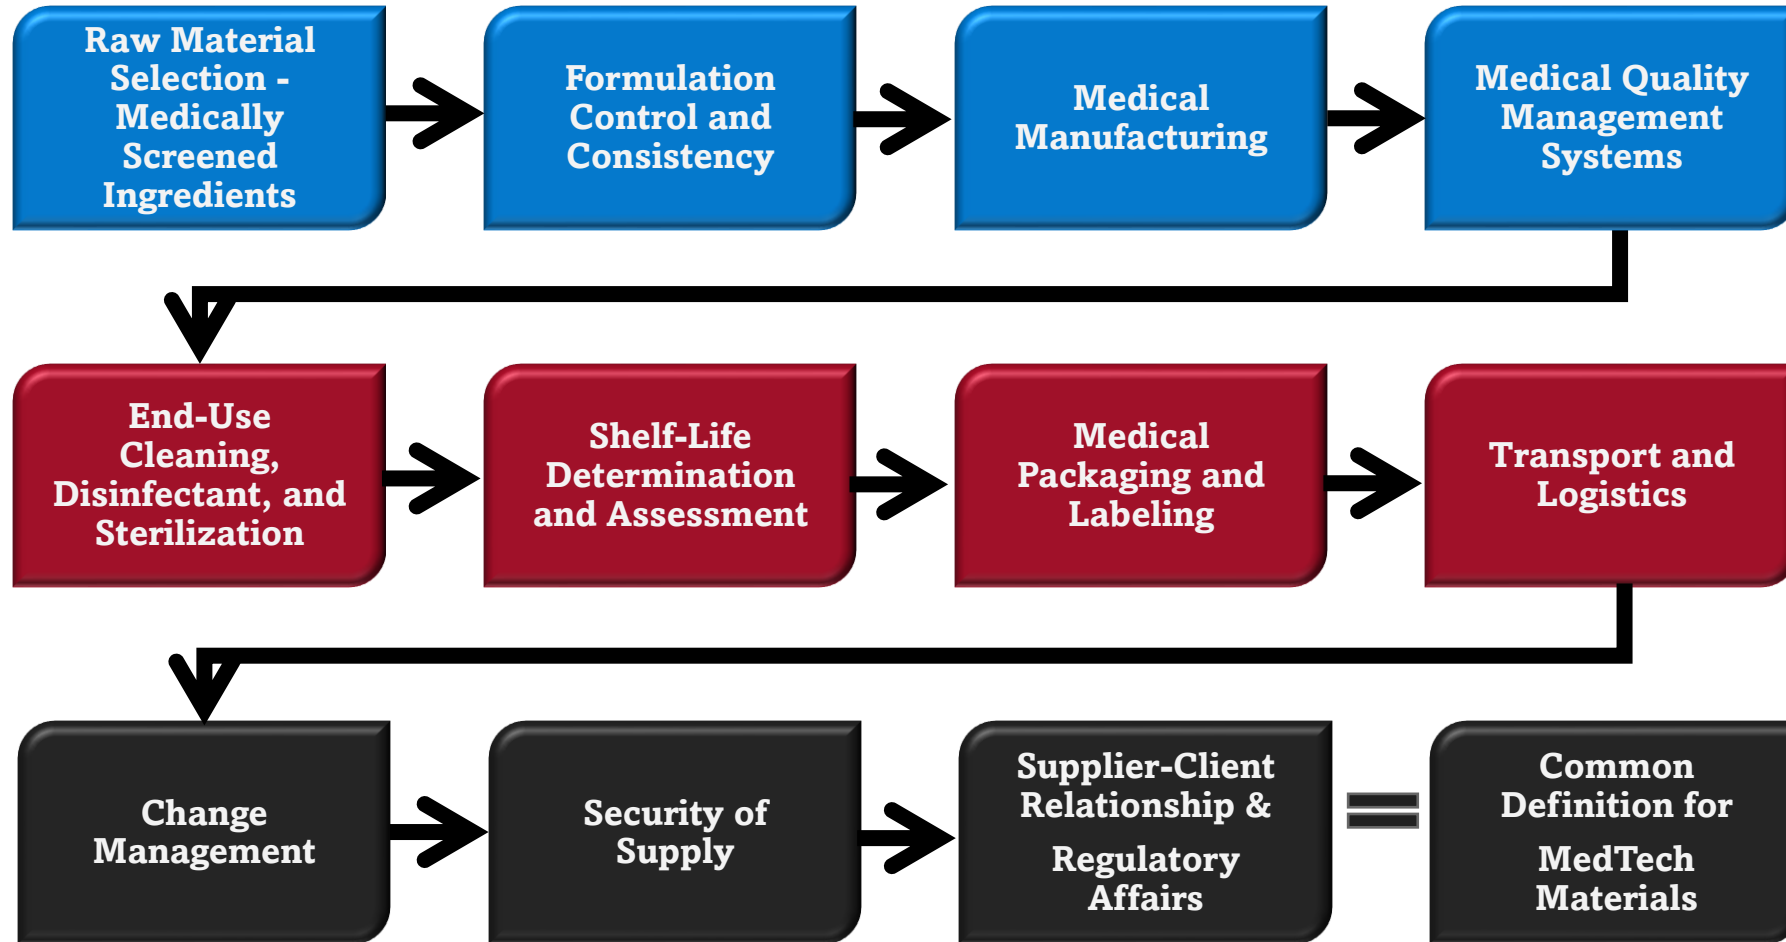 Raw Material
Selection -
Medically
Screened
Ingredients
Formulation
Control and
Consistency
Medical
Manufacturing
Medical Quality
Management
Systems
End-Use
Cleaning,
Disinfectant, and
Sterilization
Shelf-Life
Determination
and Assessment
Medical
Packaging and
Labeling
Transport and
Logistics
Change
Management
Security of
Supply
Supplier-Client
Relationship &
Regulatory
Affairs
=
Common
Definition for
MedTech
Materials